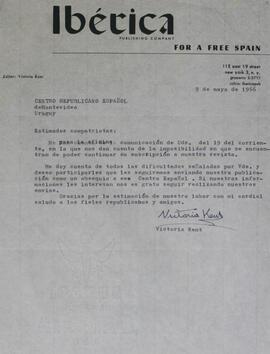 Ibérica
PUBLISHING COMPANY
FOR A FREE SPAIN
Editor: Victoria Kent
112 east 19 street
new york 3, n. y.
9 de mayo de 1966
CENTRO REPUBLICANO ESPAÑOL
deMontevideo
Uruguy
Estimados compatriotas:
comunicación de Uds. del 19 del corriente,
en la que nos dan cuenta de la imposibilidad en que se encuentran
de poder continuar su suscripción a nuestra revista.
Me doy cuenta de todas las dificultades señaladas por Vds. y
deseo participarles que les seguiremos enviando nuestra publicación
como un obsequio a ese Centro Español. Si nuestras informaciones
les interesan nos es grato seguir realizando nuestros
envíos.
Gracias por la estimación de nuestra labor con mi cordial
saludo a los fieles republicanos y amigos.
Victoria Kent
Victoria Kent